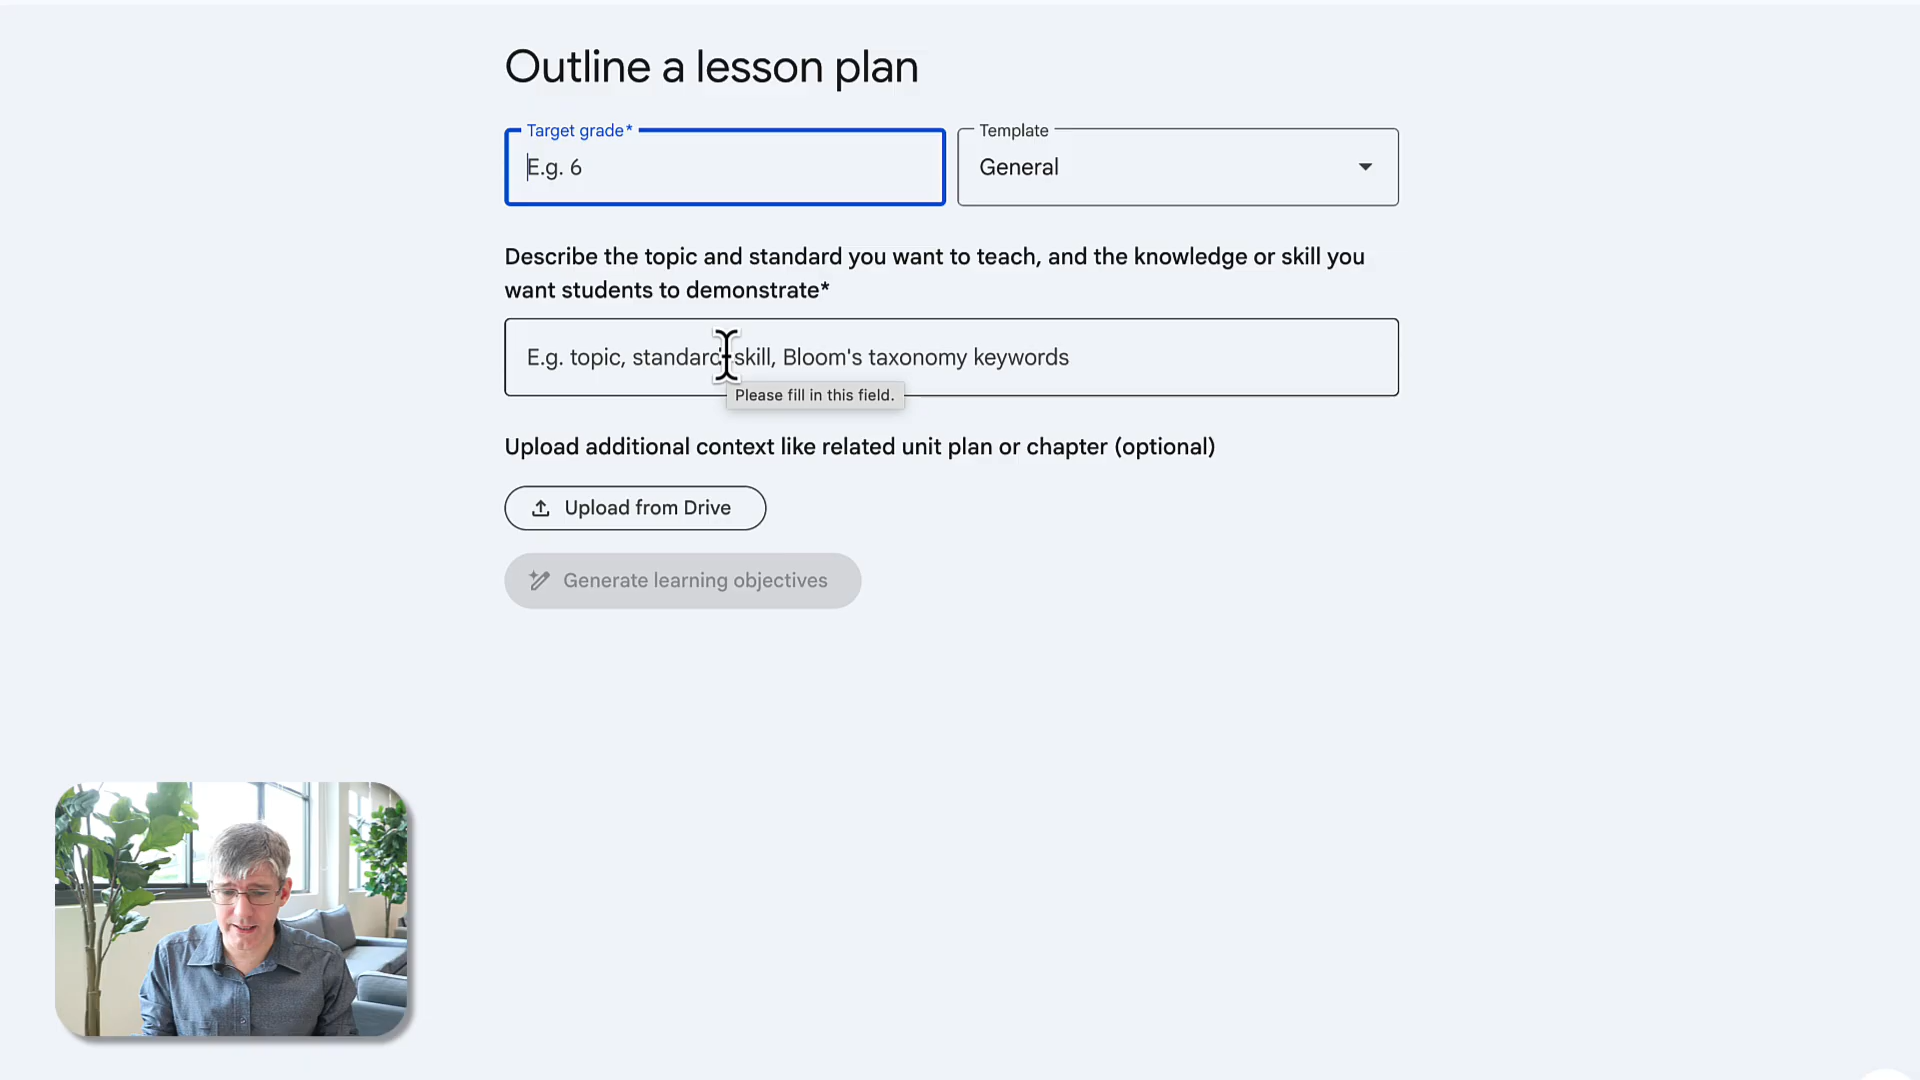 Outline a lesson plan
Target grade*
E.g. 6
Template
General
Describe the topic and standard you want to teach, and the knowledge or skill you
want students to demonstrate*
E.g. topic, standard, skill, Bloom's taxonomy keywords
Please fill in this field.
Upload additional context like related unit plan or chapter (optional)
Upload from Drive
Generate learning objectives